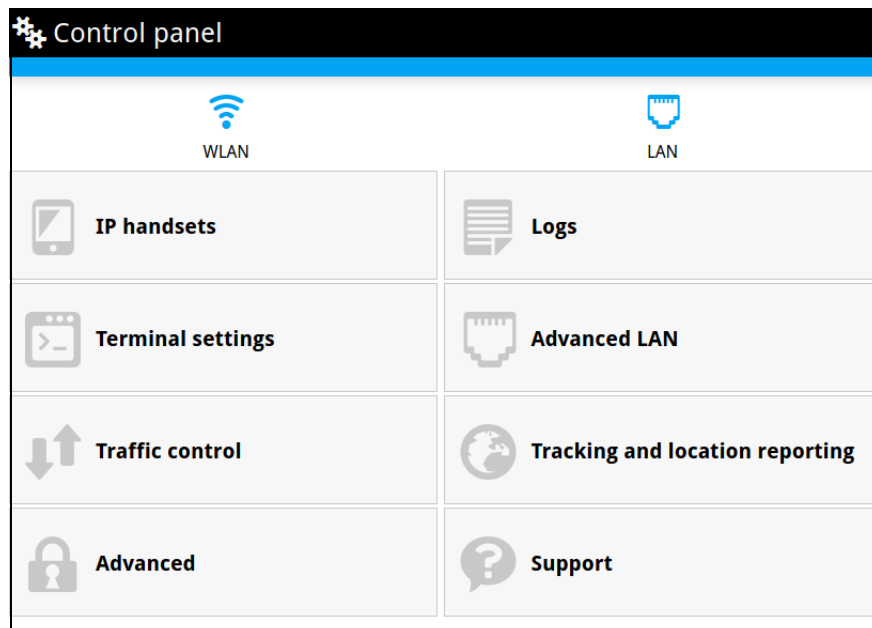 Control panel
WLAN LAN
IP handsets Logs
Terminal settings Advanced LAN
Traffic control Tracking and location reporting
Advanced Support